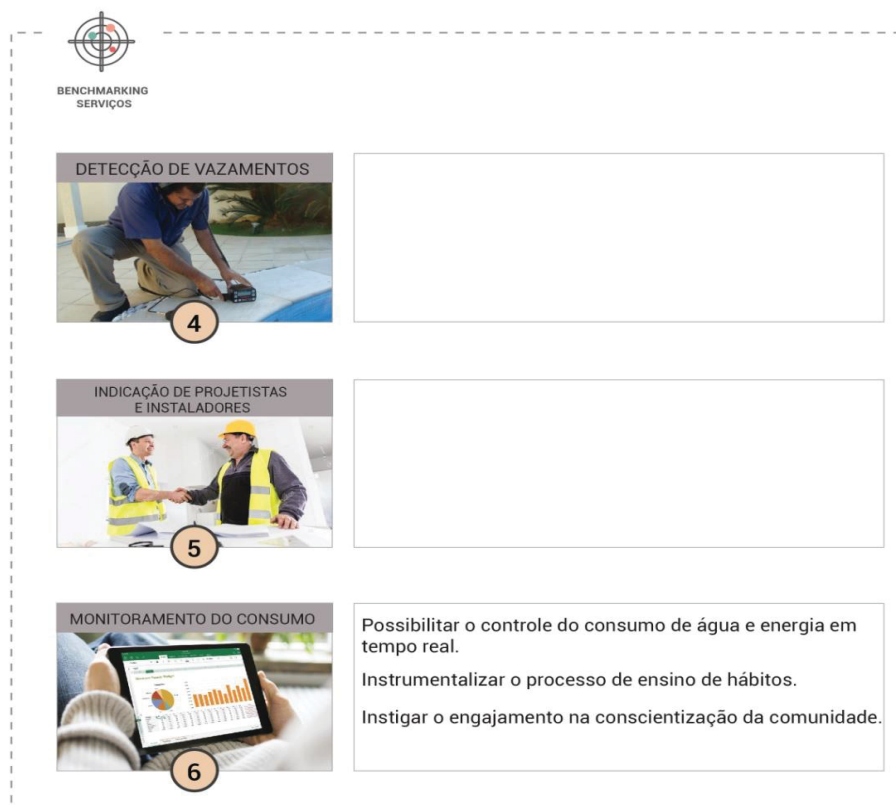 BENCHMARKING
SERVIÇOS
DETECÇÃO DE VAZAMENTOS
4
INDICAÇÃO DE PROJETISTAS
E INSTALADORES
5
MONITORAMENTO DO CONSUMO
6
Possibilitar o controle do consumo de água e energia em
tempo real.
Instrumentalizar o processo de ensino de hábitos.
Instigar o engajamento na conscientização da comunidade.